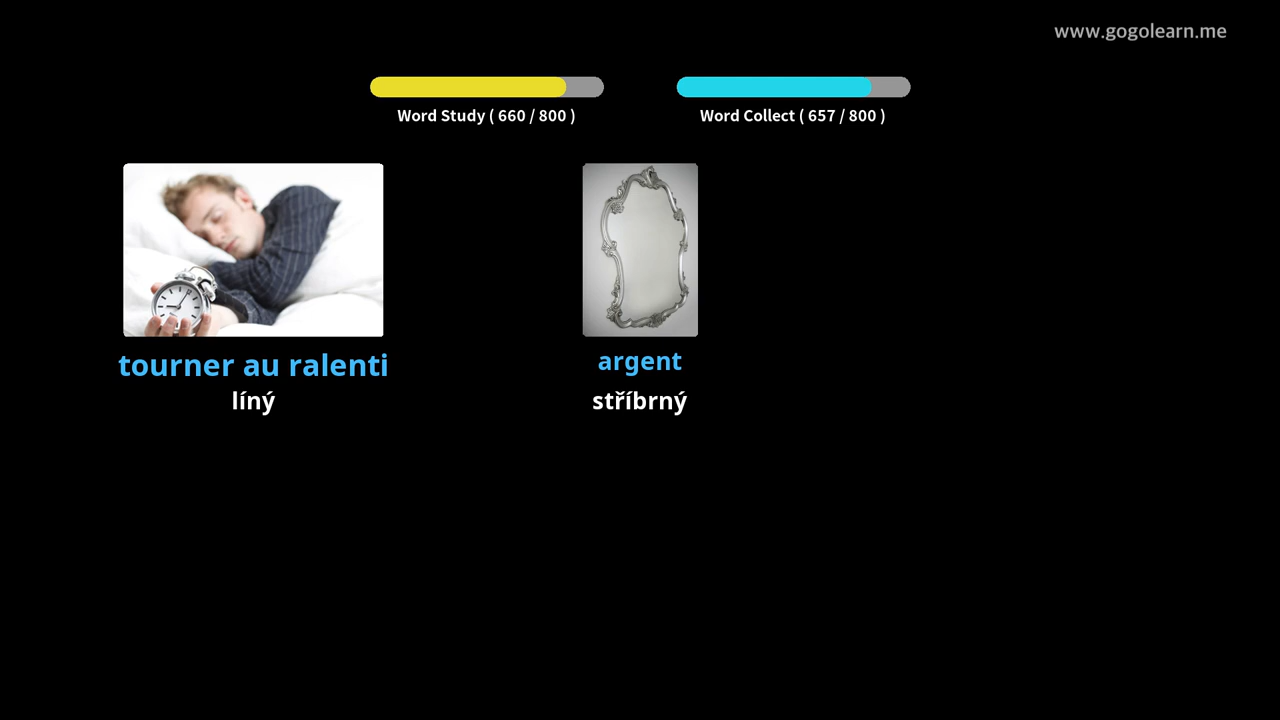 www.gogolearn.me
Word Study ( 660 / 800 )
Word Collect ( 657 / 800 )
tourner au ralenti
líný
argent
stříbrný